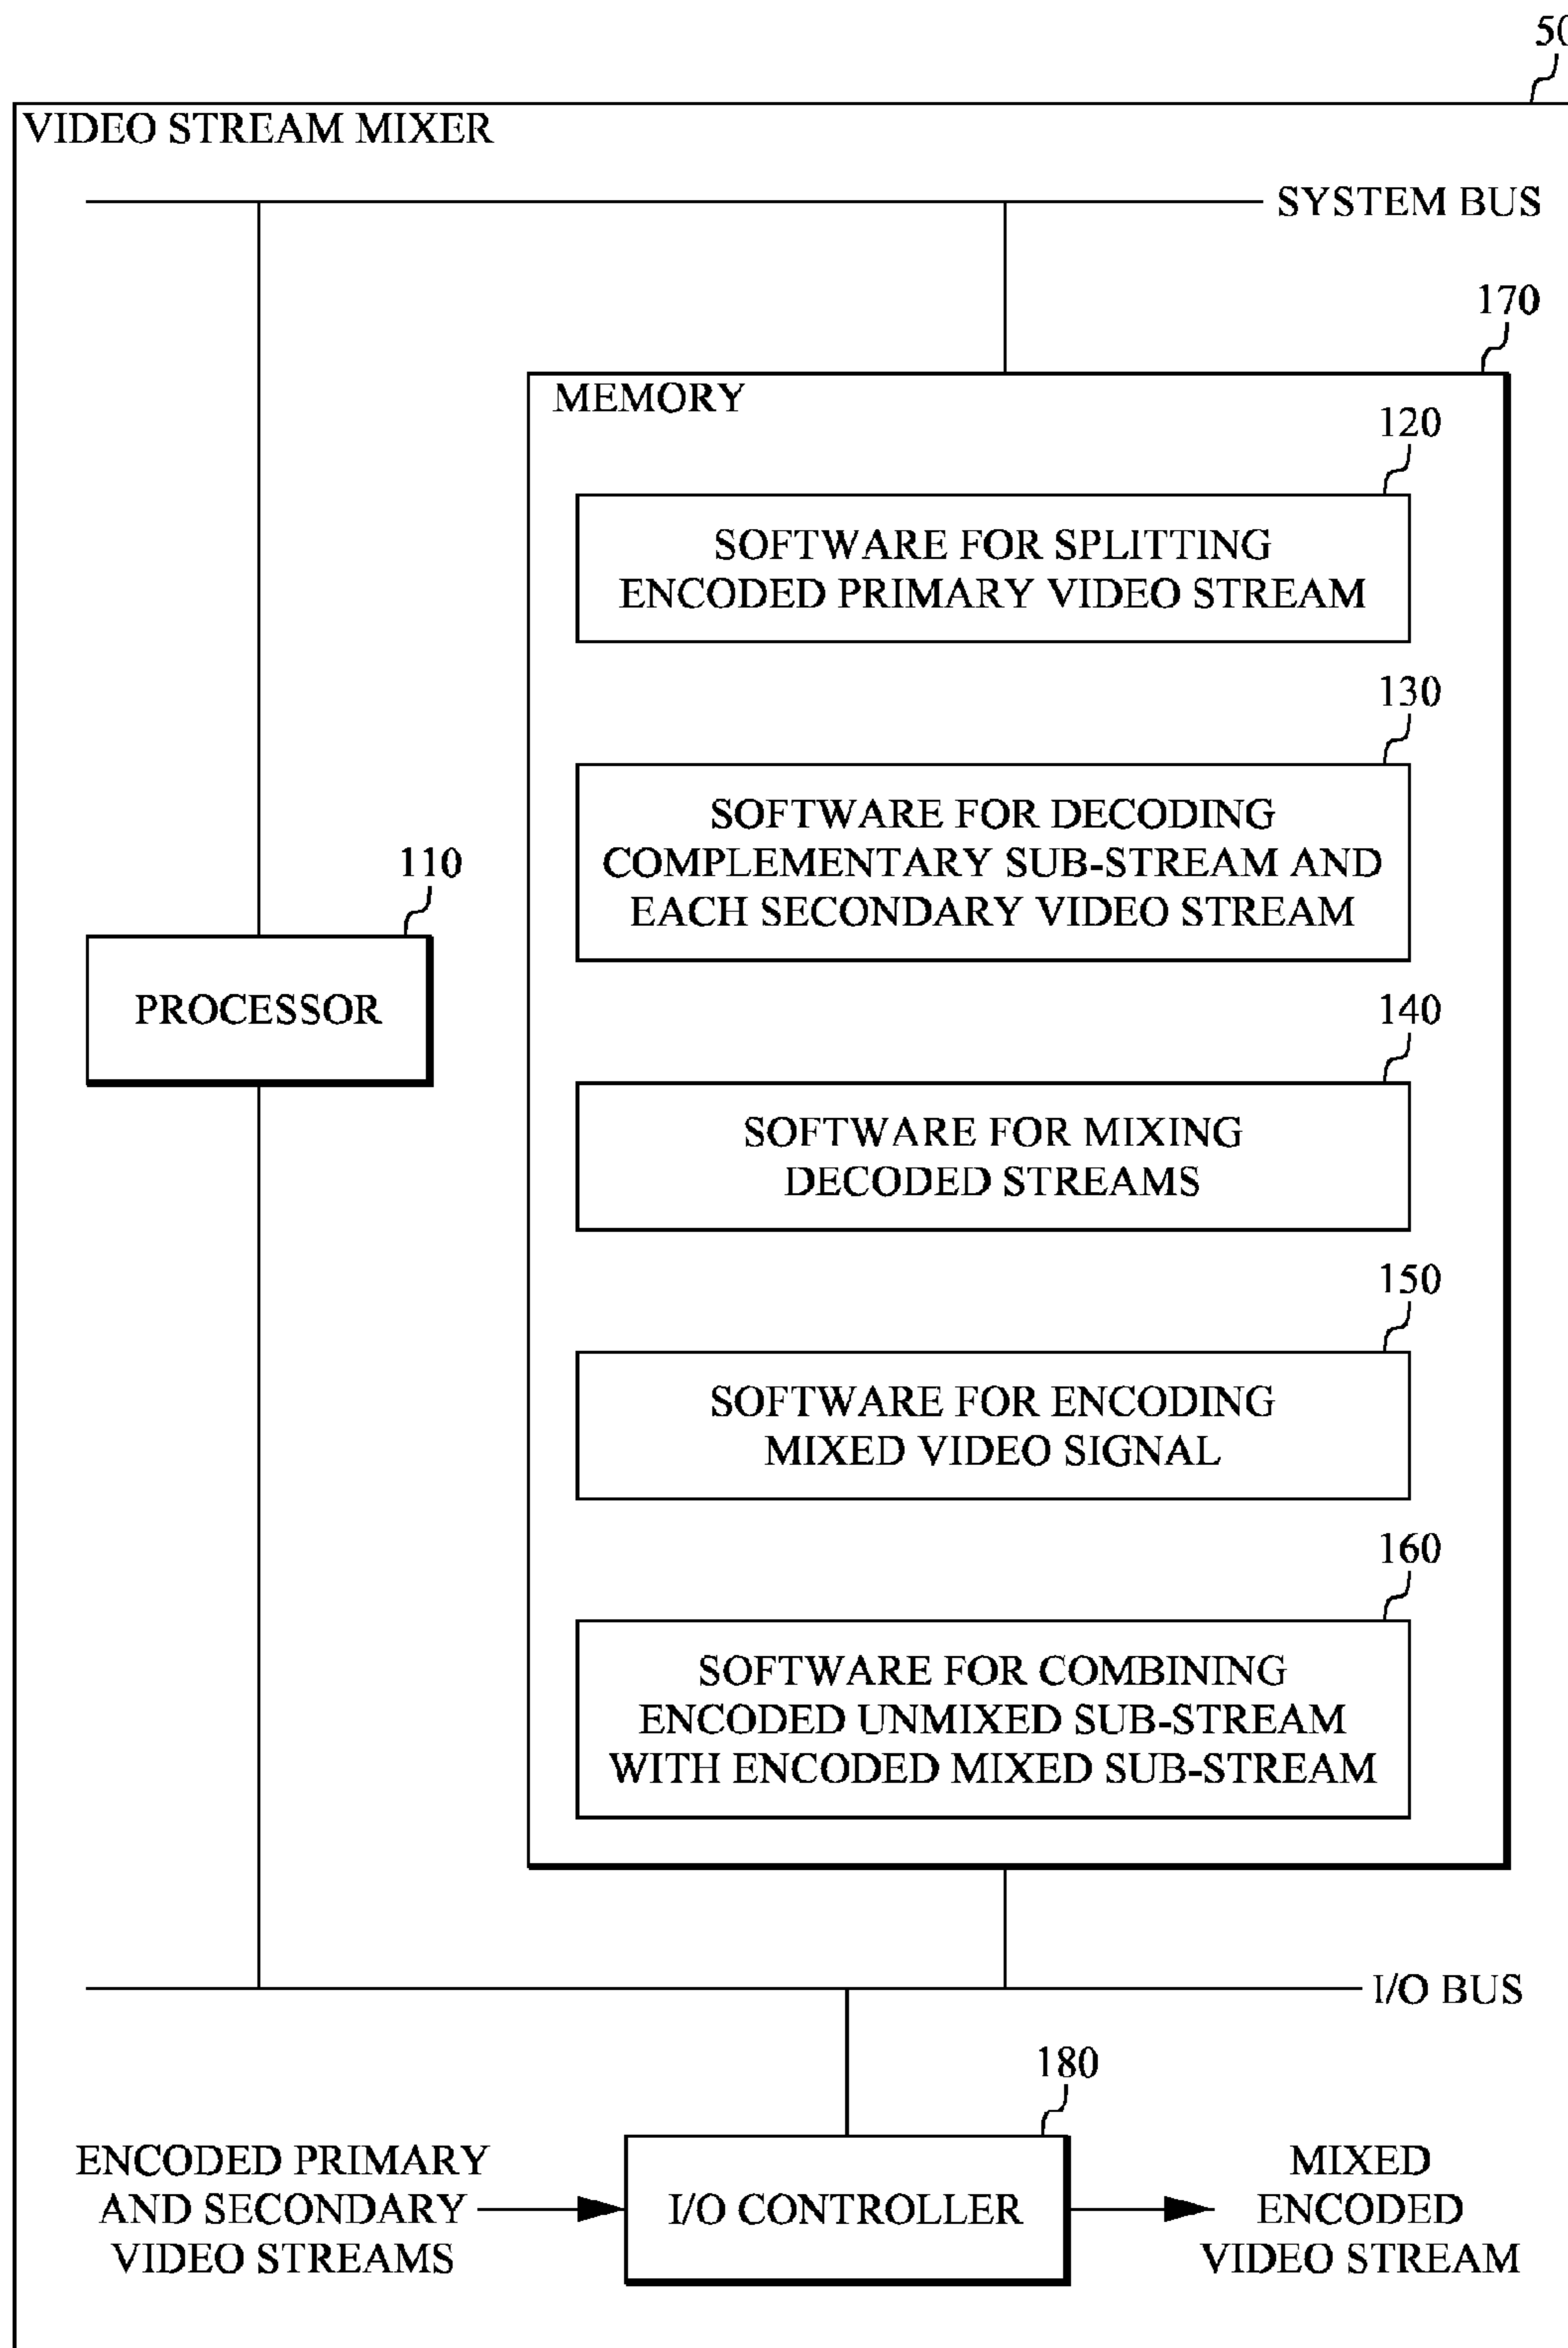 50
VIDEO STREAM MIXER
SYSTEM BUS
170
MEMORY
120
SOFTWARE FOR SPLITTING
ENCODED PRIMARY VIDEO STREAM
130
SOFTWARE FOR DECODING
COMPLEMENTARY SUB-STREAM AND
EACH SECONDARY VIDEO STREAM
110
PROCESSOR
140
SOFTWARE FOR MIXING
DECODED STREAMS
150
SOFTWARE FOR ENCODING
MIXED VIDEO SIGNAL
160
SOFTWARE FOR COMBINING
ENCODED UNMIXED SUB-STREAM
WITH ENCODED MIXED SUB-STREAM
I/O BUS
180
ENCODED PRIMARY
AND SECONDARY
VIDEO STREAMS
I/O CONTROLLER
MIXED
ENCODED
VIDEO STREAM